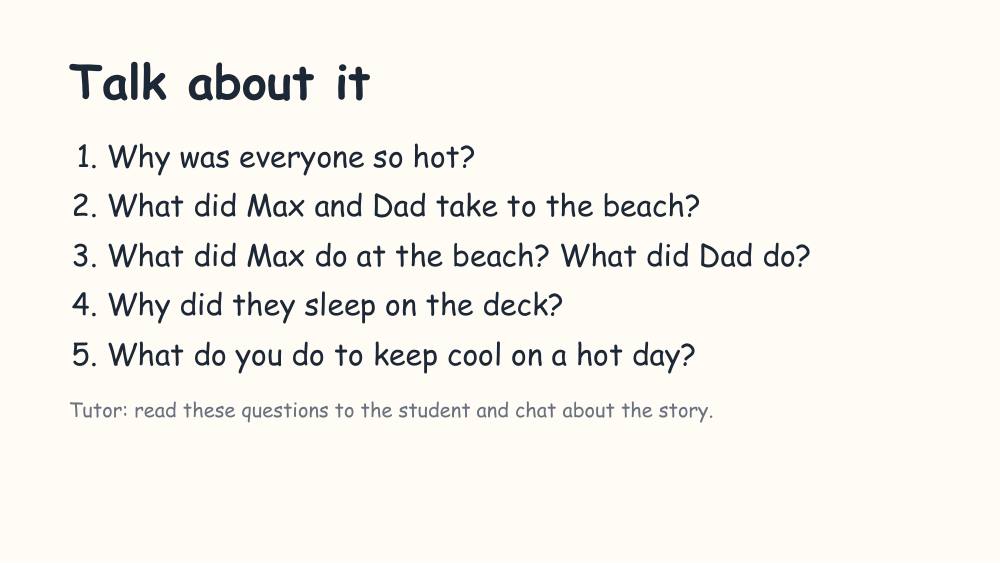 Talk about it
1. Why was everyone so hot?
2. What did Max and Dad take to the beach?
3. What did Max do at the beach? What did Dad do?
4. Why did they sleep on the deck?
5. What do you do to keep cool on a hot day?
Tutor: read these questions to the student and chat about the story.